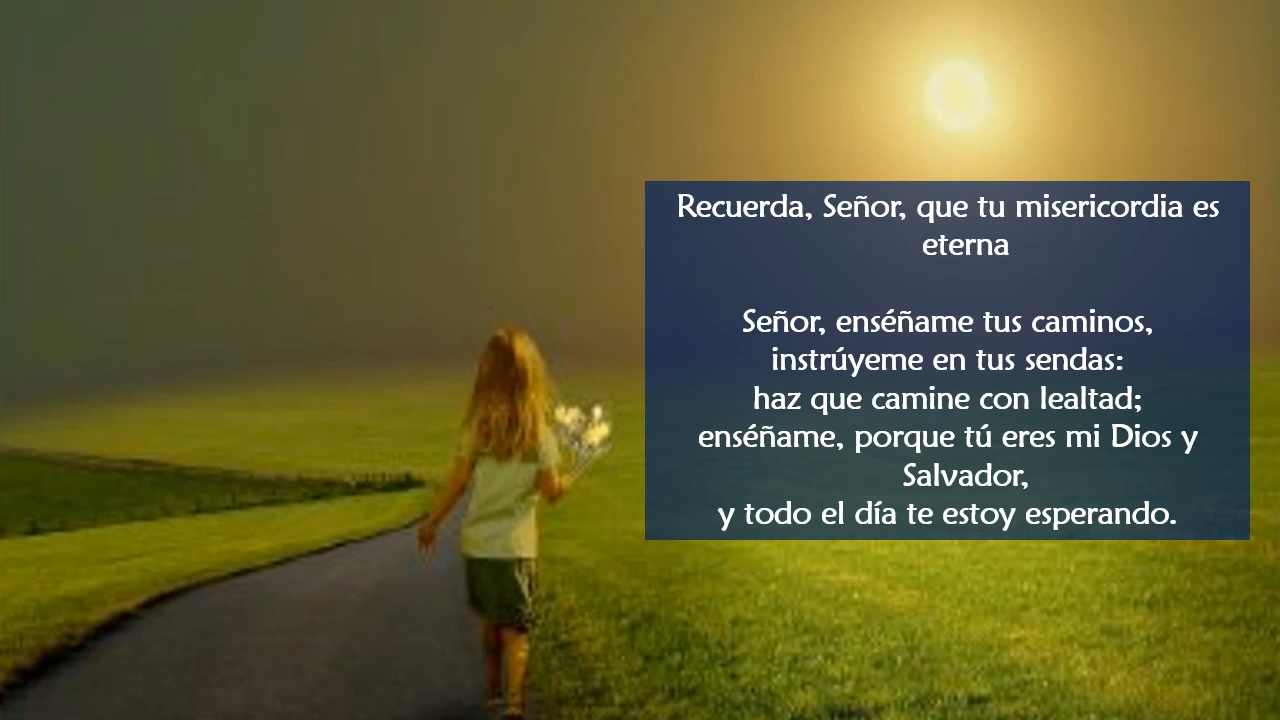 Recuerda, Señor, que tu misericordia es
eterna
Señor, enséñame tus caminos,
instrúyeme en tus sendas:
haz que camine con lealtad;
enséñame, porque tú eres mi Dios y
Salvador,
y todo el día te estoy esperando.